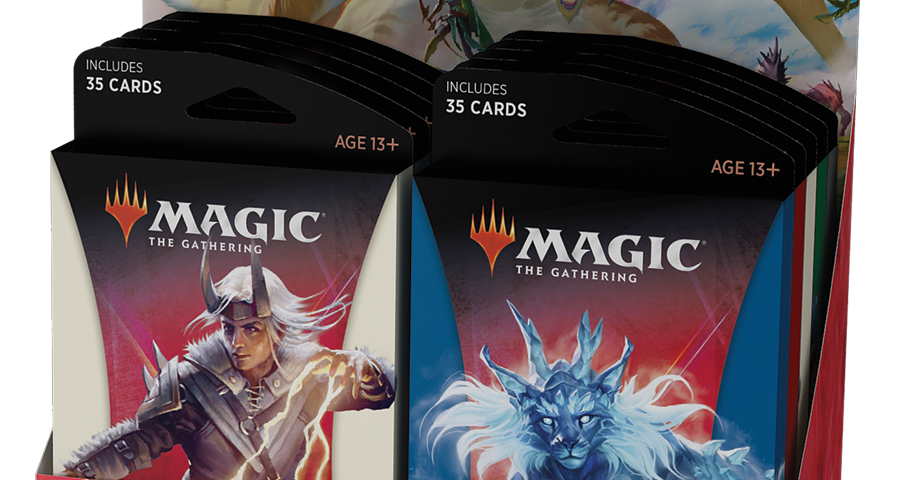 INCLUDES
35 CARDS
AGE 13+
MAGIC
THE GATHERING
INCLUDES
35 CARDS
AGE 13+
MAGIC
THE GATHERING